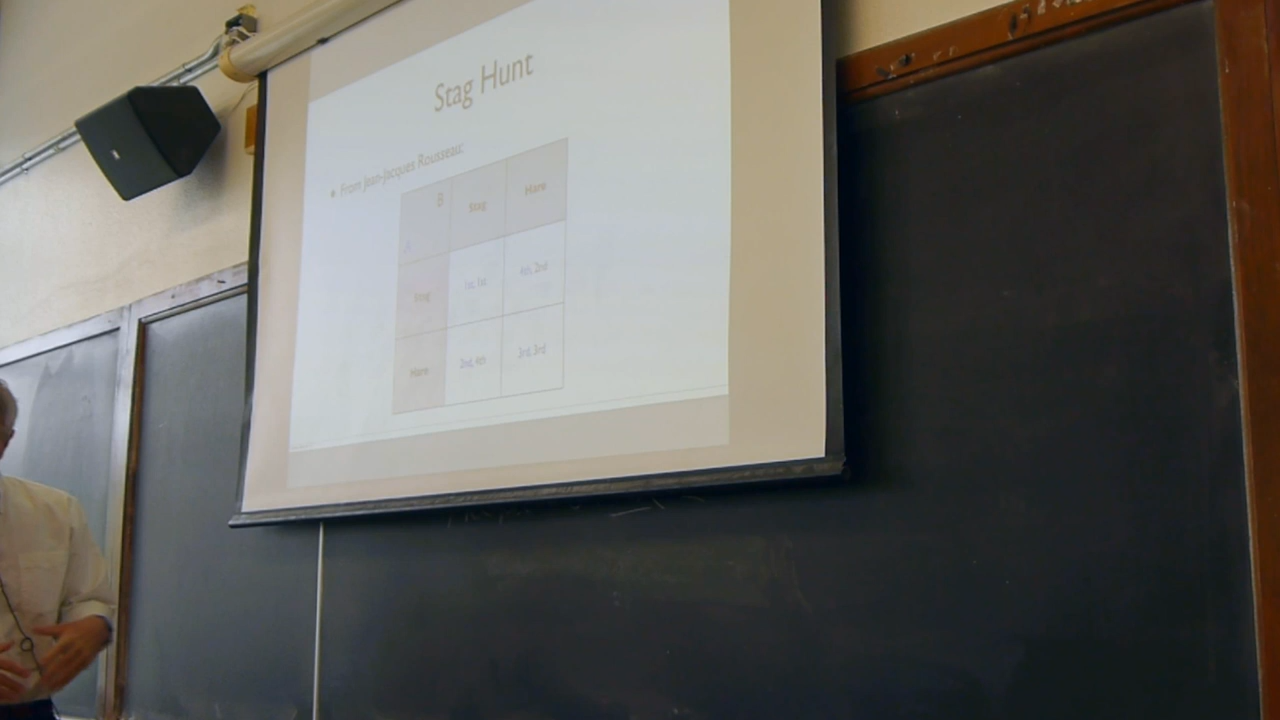 Stag Hunt
• From Jean-Jacques Rousseau:
B Stag Hare
A
Stag 1st, 1st 4th, 2nd
Hare 2nd, 4th 3rd, 3rd